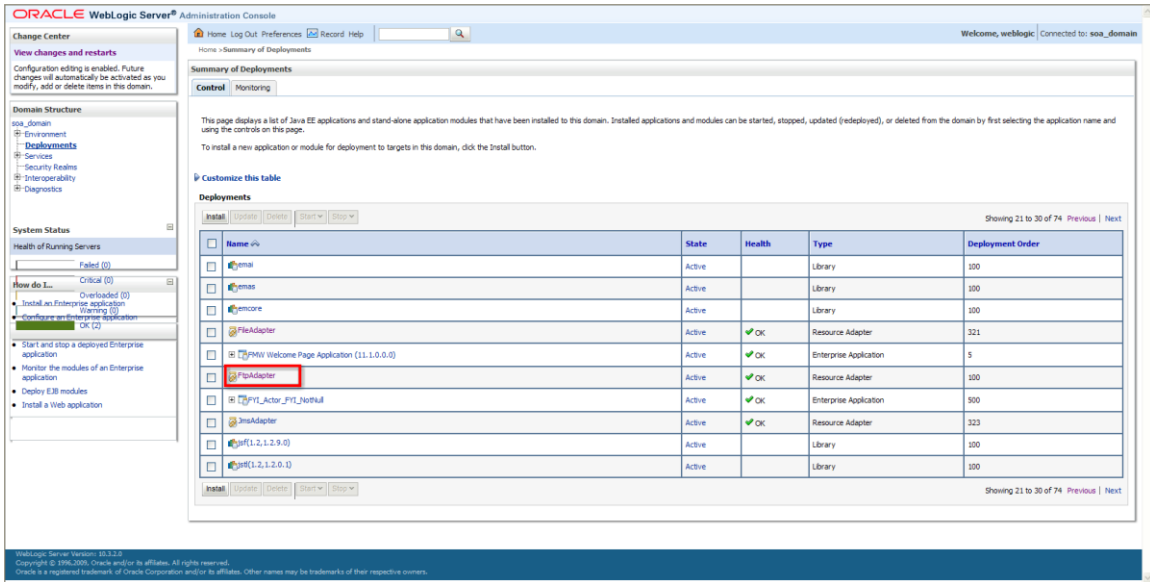 ORACLE WebLogic Server® Administration Console
Change Center
View changes and restarts
Configuration editing is enabled. Future
changes will automatically be activated as you
modify, add or delete items in this domain.
Domain Structure
soa_domain
Environment
Deployments
Services
Security Realms
Interoperability
Diagnostics
System Status
Health of Running Servers
Failed (0)
Critical (0)
Overloaded (0)
Warning (0)
OK (2)
How do I...
Install an Enterprise application
Configure an Enterprise application
Start and stop a deployed Enterprise
application
Monitor the modules of an Enterprise
application
Deploy EJB modules
Install a Web application
Home Log Out Preferences Record Help
Welcome, weblogic Connected to: soa_domain
Home >Summary of Deployments
Summary of Deployments
Control Monitoring
This page displays a list of Java EE applications and stand-alone application modules that have been installed to this domain. Installed applications and modules can be started, stopped, updated (redeployed), or deleted from the domain by first selecting the application name and
using the controls on this page.
To install a new application or module for deployment to targets in this domain, click the Install button.
Customize this table
Deployments
Install Update Delete Start Stop
Showing 21 to 30 of 74 Previous | Next
Name State Health Type Deployment Order
emai Active Library 100
emas Active Library 100
emcore Active Library 100
FileAdapter Active OK Resource Adapter 321
FMW Welcome Page Application (11.1.0.0.0) Active OK Enterprise Application 5
FtpAdapter Active OK Resource Adapter 100
FYI_Actor_FYI_NotNull Active OK Enterprise Application 500
JmsAdapter Active OK Resource Adapter 323
jsf(1.2,1.2.9.0) Active Library 100
jstl(1.2,1.2.0.1) Active Library 100
Install Update Delete Start Stop
Showing 21 to 30 of 74 Previous | Next
WebLogic Server Version: 10.3.2.0
Copyright © 1996,2009, Oracle and/or its affiliates. All rights reserved.
Oracle is a registered trademark of Oracle Corporation and/or its affiliates. Other names may be trademarks of their respective owners.